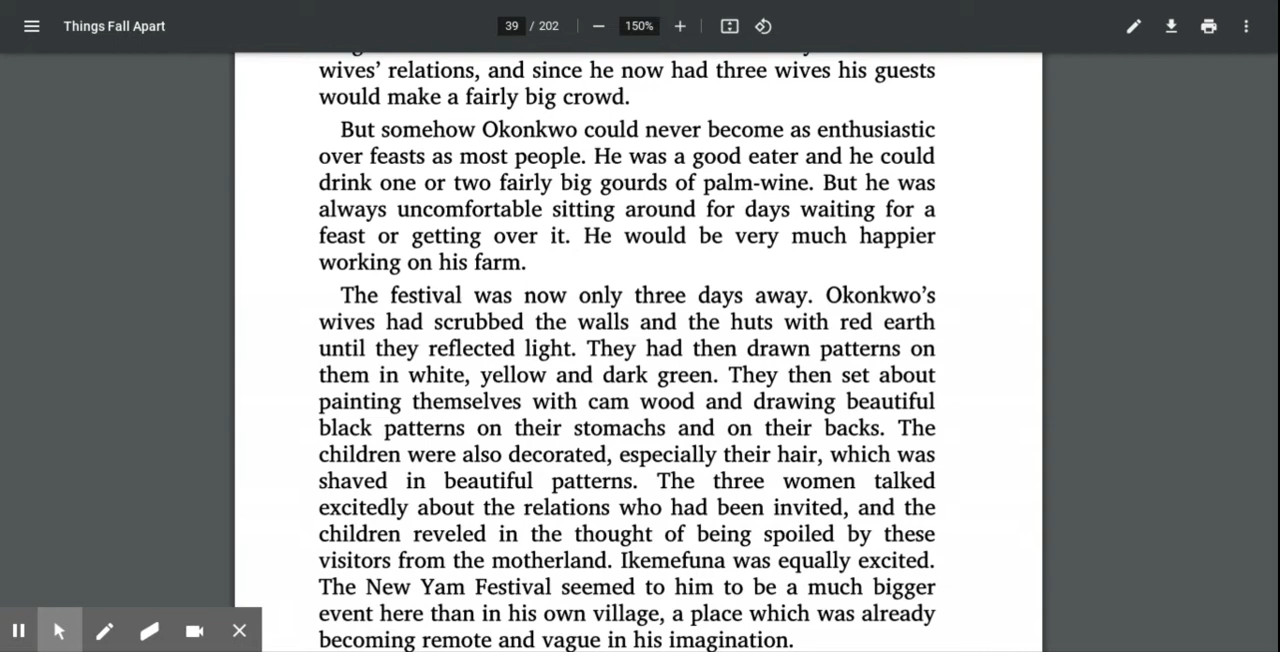 Things Fall Apart
39 / 202
150%
wives’ relations, and since he now had three wives his guests
would make a fairly big crowd.
But somehow Okonkwo could never become as enthusiastic
over feasts as most people. He was a good eater and he could
drink one or two fairly big gourds of palm-wine. But he was
always uncomfortable sitting around for days waiting for a
feast or getting over it. He would be very much happier
working on his farm.
The festival was now only three days away. Okonkwo’s
wives had scrubbed the walls and the huts with red earth
until they reflected light. They had then drawn patterns on
them in white, yellow and dark green. They then set about
painting themselves with cam wood and drawing beautiful
black patterns on their stomachs and on their backs. The
children were also decorated, especially their hair, which was
shaved in beautiful patterns. The three women talked
excitedly about the relations who had been invited, and the
children reveled in the thought of being spoiled by these
visitors from the motherland. Ikemefuna was equally excited.
The New Yam Festival seemed to him to be a much bigger
event here than in his own village, a place which was already
becoming remote and vague in his imagination.